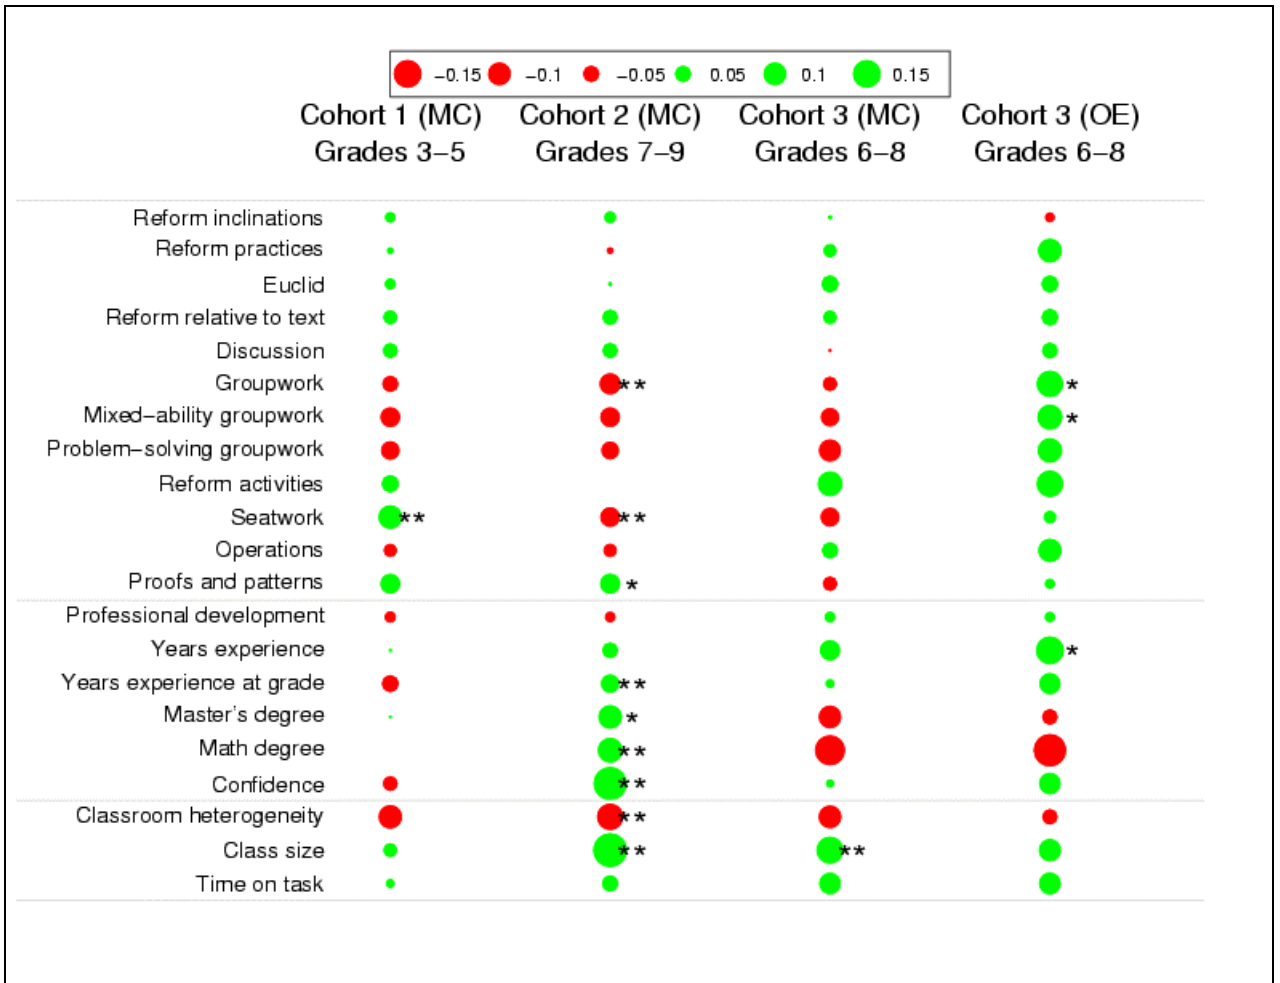 −0.15 −0.1 −0.05 0.05 0.1 0.15
Cohort 1 (MC) Cohort 2 (MC) Cohort 3 (MC) Cohort 3 (OE)
Grades 3−5 Grades 7−9 Grades 6−8 Grades 6−8
Reform inclinations
Reform practices
Euclid
Reform relative to text
Discussion
Groupwork ** *
Mixed−ability groupwork *
Problem−solving groupwork
Reform activities
Seatwork ** **
Operations
Proofs and patterns *
Professional development
Years experience *
Years experience at grade **
Master's degree *
Math degree **
Confidence **
Classroom heterogeneity **
Class size ** **
Time on task